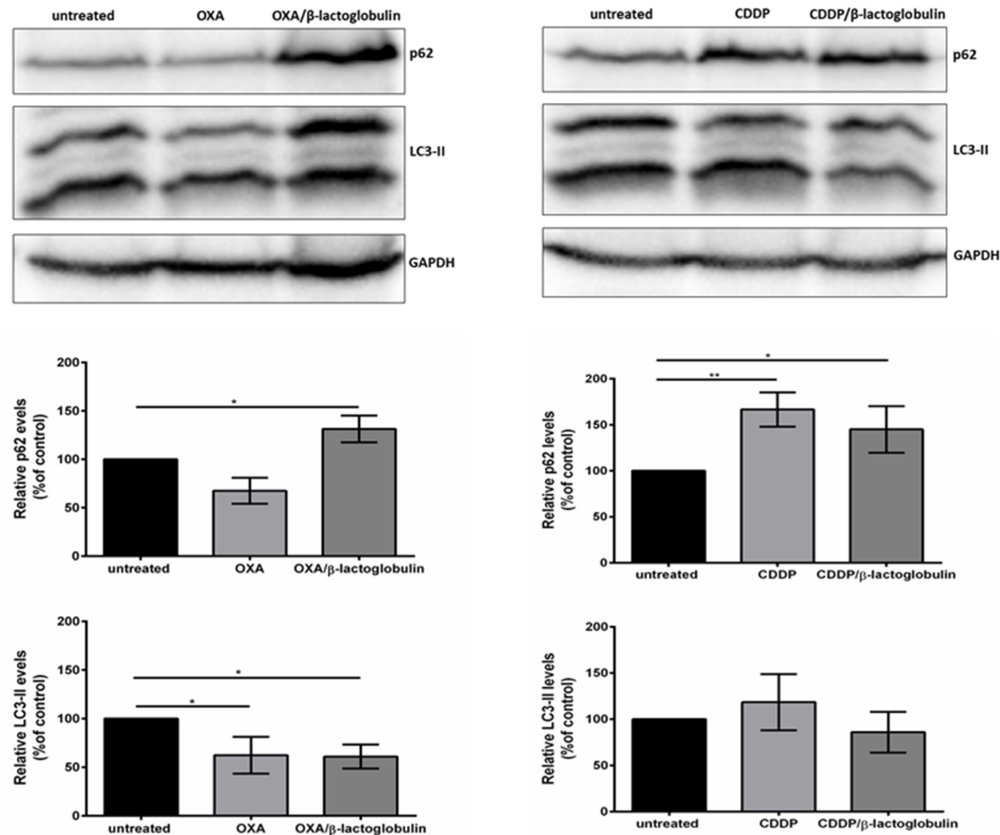 untreated OXA OXA/β-lactoglobulin
p62
LC3-II
GAPDH
untreated CDDP CDDP/β-lactoglobulin
p62
LC3-II
GAPDH
Relative p62 evels
(%of control)
200
150
100
50
0
*
untreated OXA OXA/β-lactoglobulin
Relative p62 levels
(%of control)
200
150
100
50
0
*
**
untreated CDDP CDDP/β-lactoglobulin
Relative LC3-II evels
(%of control)
200
150
100
50
0
*
*
untreated OXA OXA/β-lactoglobulin
Relative LC3-II levels
(%of control)
200
150
100
50
0
untreated CDDP CDDP/β-lactoglobulin